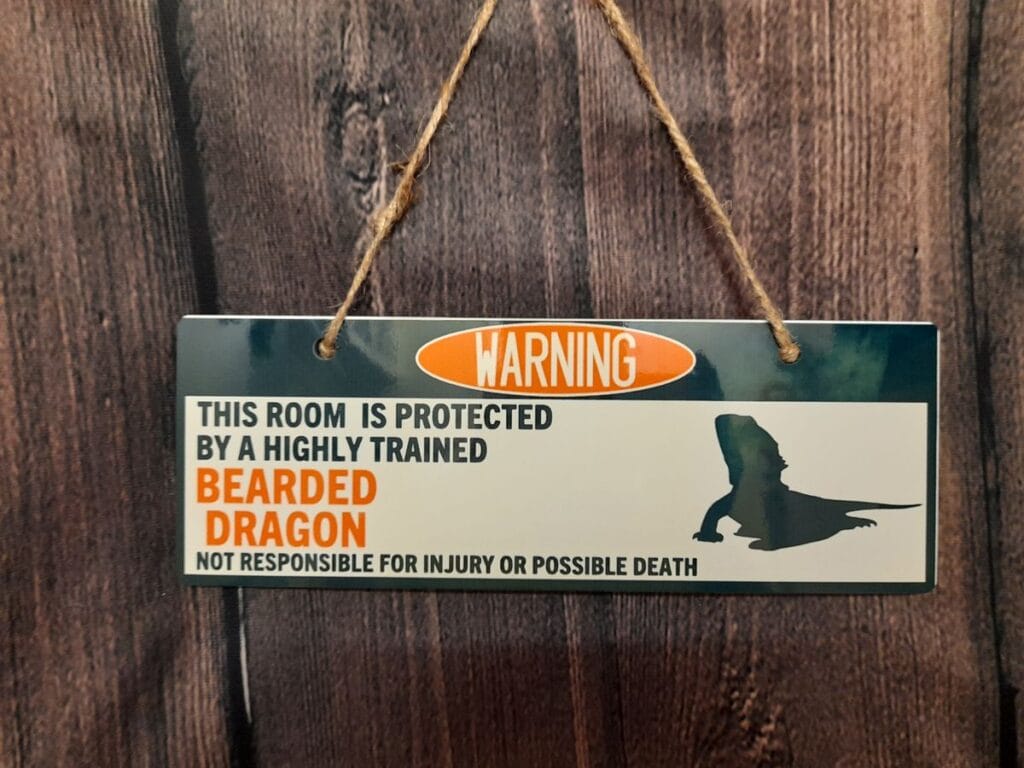 WARNING
THIS ROOM IS PROTECTED
BY A HIGHLY TRAINED
BEARDED
DRAGON
NOT RESPONSIBLE FOR INJURY OR POSSIBLE DEATH